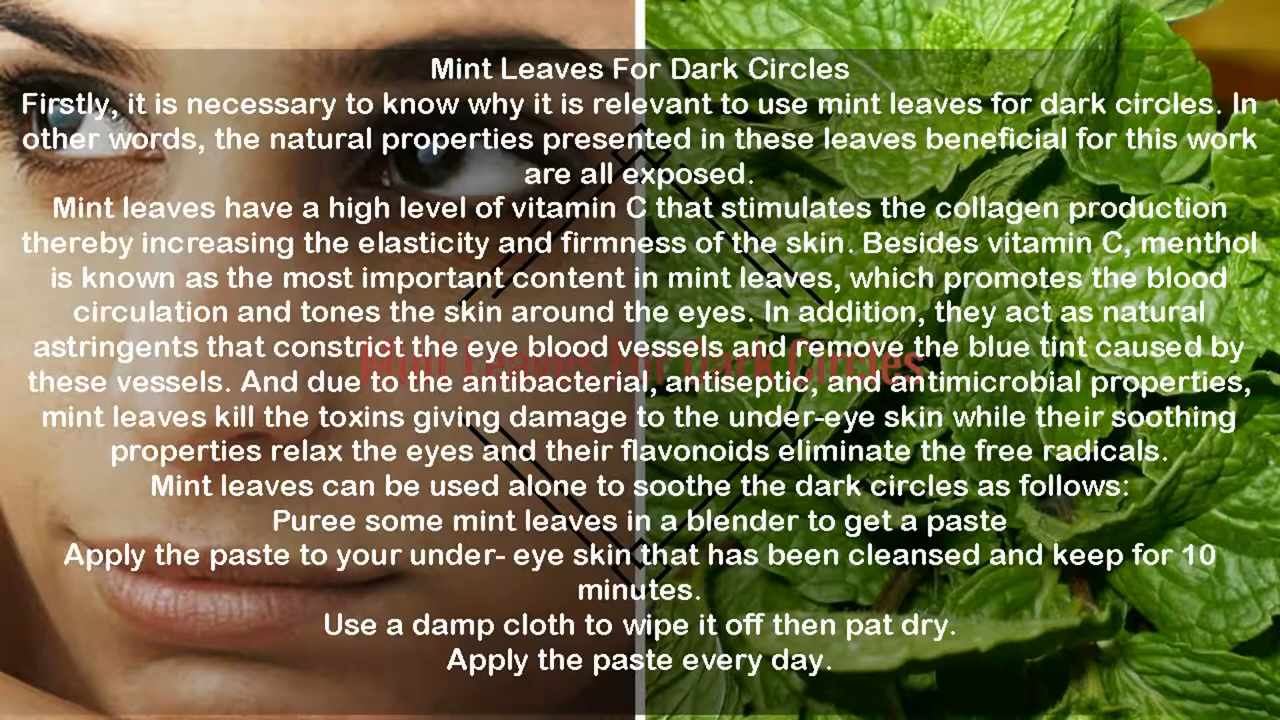 Mint Leaves For Dark Circles
Firstly, it is necessary to know why it is relevant to use mint leaves for dark circles. In
other words, the natural properties presented in these leaves beneficial for this work
are all exposed.
Mint leaves have a high level of vitamin C that stimulates the collagen production
thereby increasing the elasticity and firmness of the skin. Besides vitamin C, menthol
is known as the most important content in mint leaves, which promotes the blood
circulation and tones the skin around the eyes. In addition, they act as natural
astringents that constrict the eye blood vessels and remove the blue tint caused by
Mint Leaves For Dark Circles
these vessels. And due to the antibacterial, antiseptic, and antimicrobial properties,
mint leaves kill the toxins giving damage to the under-eye skin while their soothing
properties relax the eyes and their flavonoids eliminate the free radicals.
Mint leaves can be used alone to soothe the dark circles as follows:
Puree some mint leaves in a blender to get a paste
Apply the paste to your under- eye skin that has been cleansed and keep for 10
minutes.
Use a damp cloth to wipe it off then pat dry.
Apply the paste every day.